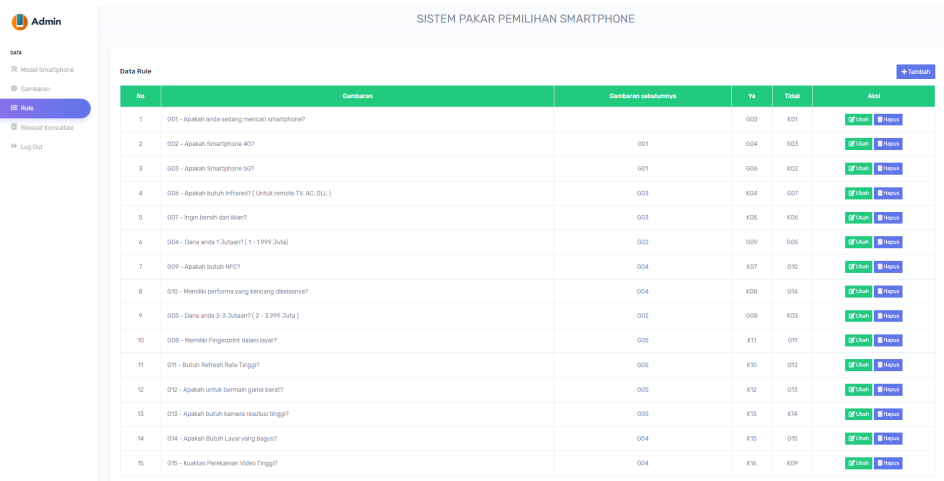 Admin
SISTEM PAKAR PEMILIHAN SMARTPHONE
DATA
Model Smartphone
Gambaran
Rule
Riwayat Konsultasi
Log Out
Data Rule
+ Tambah
No Gambaran Gambaran sebelumnya Ya Tidak Aksi
1 G01 - Apakah anda sedang mencari smartphone? G02 K01 Ubah Hapus
2 G02 - Apakah Smartphone 4G? G01 G04 G03 Ubah Hapus
3 G03 - Apakah Smartphone 5G? G01 G06 K02 Ubah Hapus
4 G06 - Apakah butuh Infrared? ( Untuk remote TV, AC, DLL ) G03 K04 G07 Ubah Hapus
5 G07 - Ingin bersih dari iklan? G03 K05 K06 Ubah Hapus
6 G04 - Dana anda 1 Jutaan? ( 1 - 1.999 Juta) G02 G09 G05 Ubah Hapus
7 G09 - Apakah butuh NFC? G04 K07 G10 Ubah Hapus
8 G10 - Memiliki performa yang kencang dikelasnya? G04 K08 G14 Ubah Hapus
9 G05 - Dana anda 2-3 Jutaan? ( 2 - 3.999 Juta ) G02 G08 K03 Ubah Hapus
10 G08 - Memiliki Fingerprint dalam layar? G05 K11 G11 Ubah Hapus
11 G11 - Butuh Refresh Rate Tinggi? G05 K10 G12 Ubah Hapus
12 G12 - Apakah untuk bermain game berat? G05 K12 G13 Ubah Hapus
13 G13 - Apakah butuh kamera resolusi tinggi? G05 K13 K14 Ubah Hapus
14 G14 - Apakah Butuh Layar yang bagus? G04 K15 G15 Ubah Hapus
15 G15 - Kualitas Perekaman Video Tinggi? G04 K16 K09 Ubah Hapus